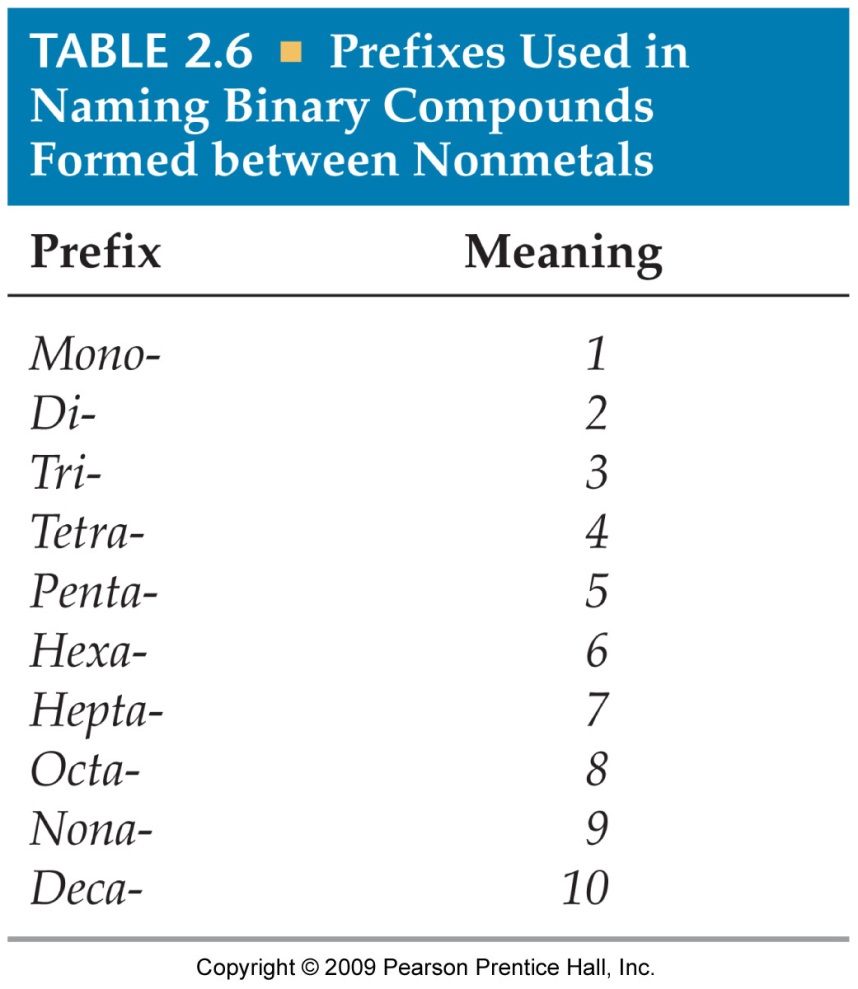 TABLE 2.6 ■ Prefixes Used in
Naming Binary Compounds
Formed between Nonmetals
Prefix Meaning
Mono- 1
Di- 2
Tri- 3
Tetra- 4
Penta- 5
Hexa- 6
Hepta- 7
Octa- 8
Nona- 9
Deca- 10
Copyright © 2009 Pearson Prentice Hall, Inc.